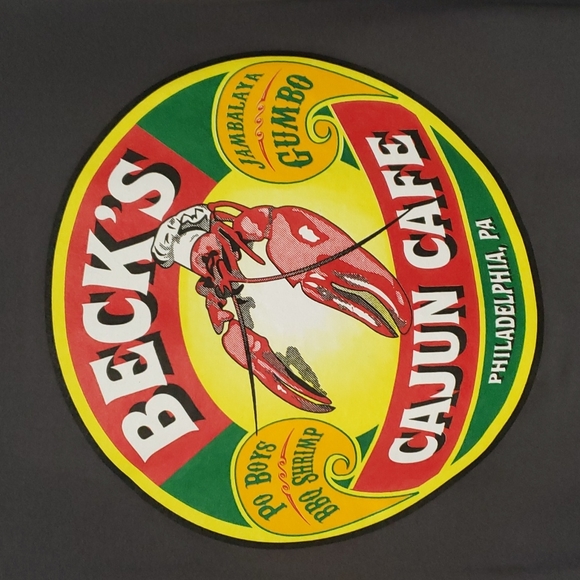 BECK'S
PO BOYS
BBQ SHRIMP
JAMBALAYA
GUMBO
CAJUN CAFE
PHILADELPHIA, PA